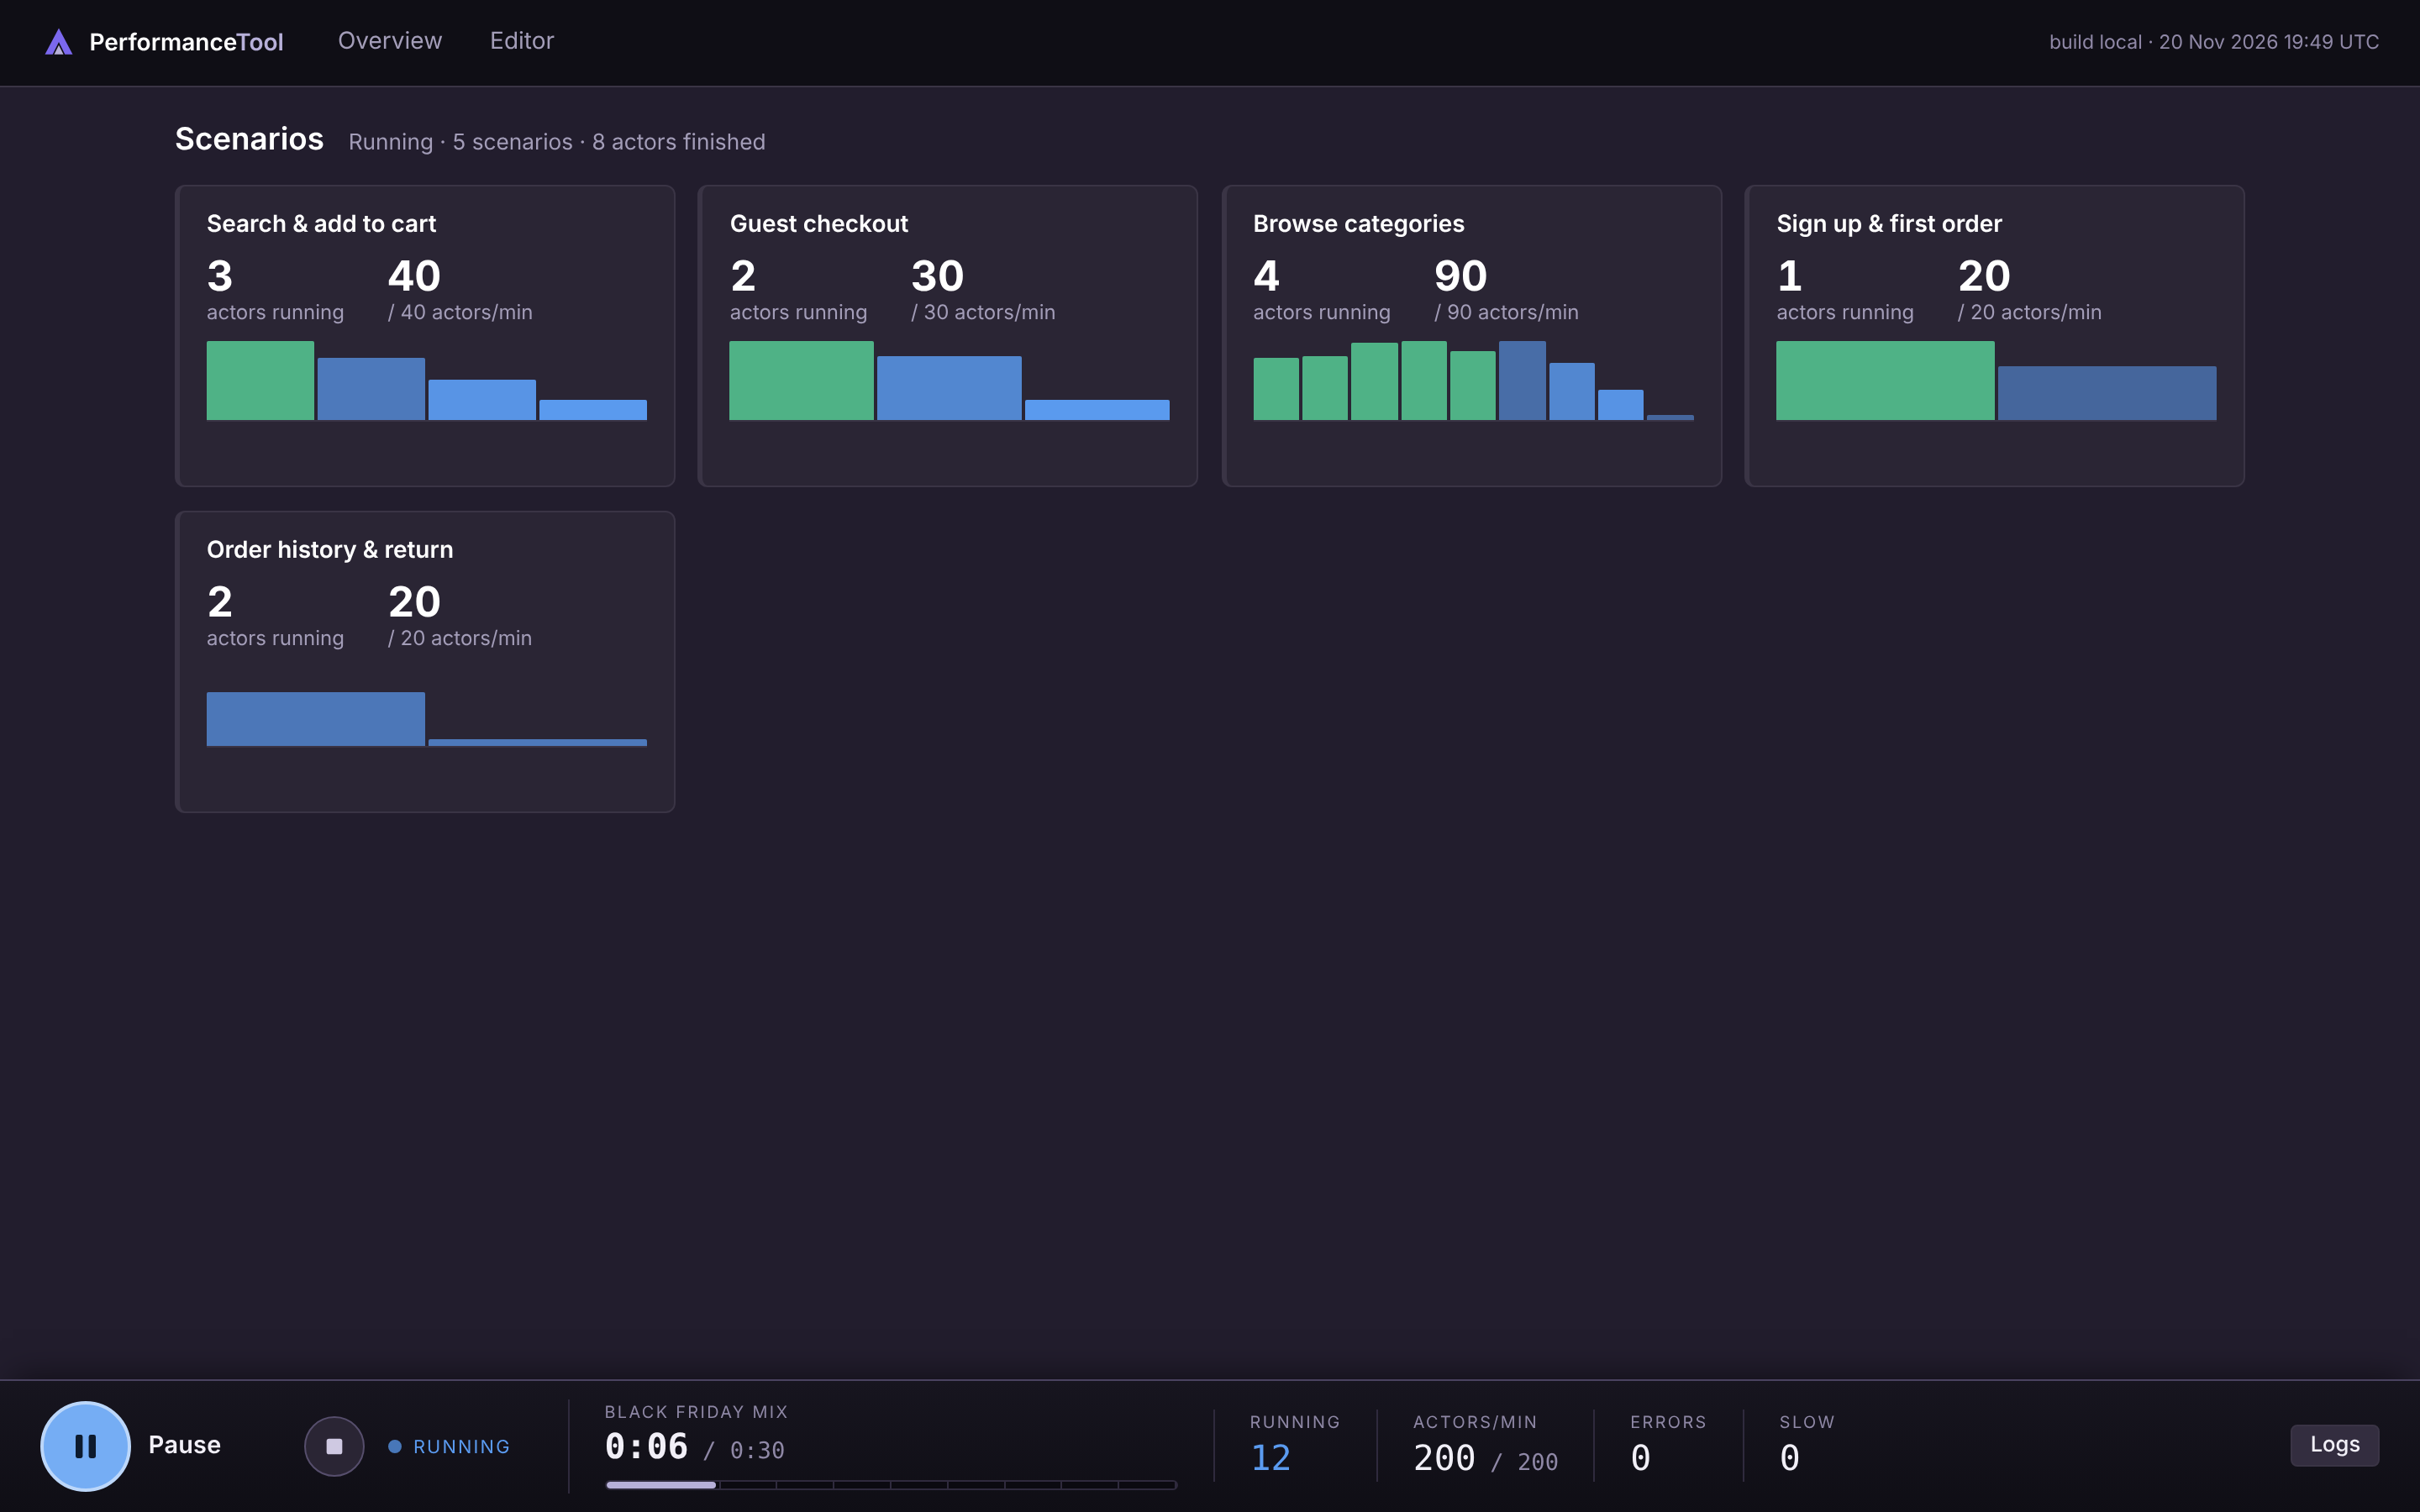 PerformanceTool Overview Editor build local · 20 Nov 2026 19:49 UTC
Scenarios Running · 5 scenarios · 8 actors finished
Search & add to cart
3 40
actors running / 40 actors/min
Guest checkout
2 30
actors running / 30 actors/min
Browse categories
4 90
actors running / 90 actors/min
Sign up & first order
1 20
actors running / 20 actors/min
Order history & return
2 20
actors running / 20 actors/min
Pause
RUNNING
BLACK FRIDAY MIX
0:06 / 0:30
RUNNING
12
ACTORS/MIN
200 / 200
ERRORS
0
SLOW
0
Logs